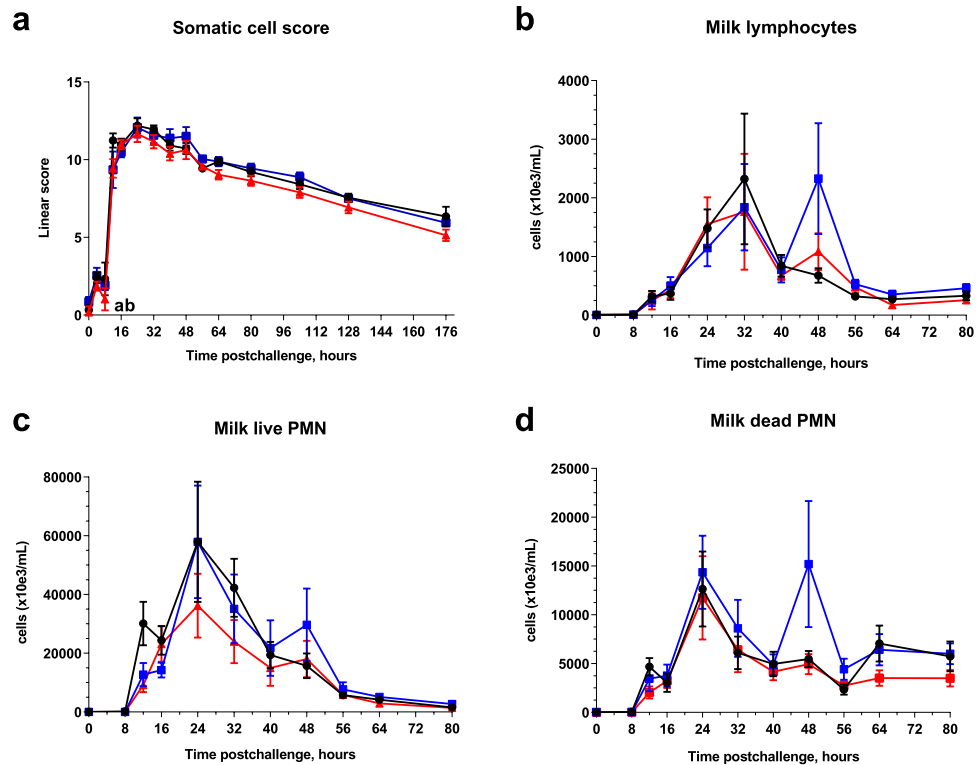 a
Somatic cell score
15
10
5
0
Linear score
ab
0 16 32 48 64 80 96 112 128 144 160 176
Time postchallenge, hours
b
Milk lymphocytes
4000
3000
2000
1000
0
cells (x10e3/mL)
0 8 16 24 32 40 48 56 64 72 80
Time postchallenge, hours
c
Milk live PMN
80000
60000
40000
20000
0
cells (x10e3/mL)
0 8 16 24 32 40 48 56 64 72 80
Time postchallenge, hours
d
Milk dead PMN
25000
20000
15000
10000
5000
0
cells (x10e3/mL)
0 8 16 24 32 40 48 56 64 72 80
Time postchallenge, hours